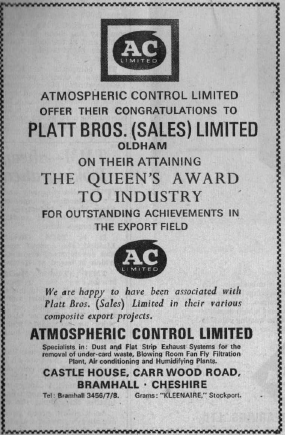 AC
LIMITED
ATMOSPHERIC CONTROL LIMITED
OFFER THEIR CONGRATULATIONS TO
PLATT BROS. (SALES) LIMITED
OLDHAM
ON THEIR ATTAINING
THE QUEEN'S AWARD
TO INDUSTRY
FOR OUTSTANDING ACHIEVEMENTS IN
THE EXPORT FIELD
AC
LIMITED
We are happy to have been associated with
Platt Bros. (Sales) Limited in their various
composite export projects.
ATMOSPHERIC CONTROL LIMITED
Specialists in: Dust and Flat Strip Exhaust Systems for the
removal of under-card waste, Blowing Room Fan Fly Filtration
Plant, Air conditioning and Humidifying Plants.
CASTLE HOUSE, CARR WOOD ROAD,
BRAMHALL · CHESHIRE
Tel: Bramhall 3456/7/8. Grams: "KLEENAIRE," Stockport.